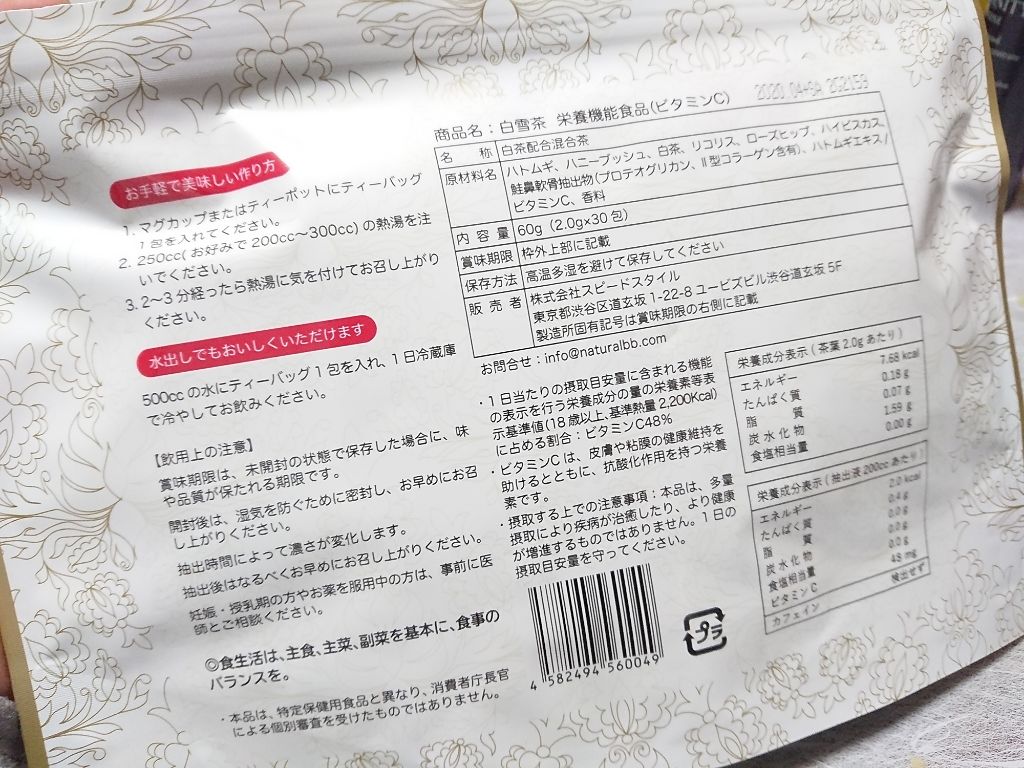 お手軽で美味しい作り方
1. マグカップまたはティーポットにティーバッグ
1包を入れてください。
2. 250cc(お好みで200cc～300cc)の熱湯を注
いでください。
3. 2～3分経ったら熱湯に気を付けてお召し上がり
ください。
水出しでもおいしくいただけます
500ccの水にティーバッグ1包を入れ、1日冷蔵庫
で冷やしてお飲みください。
【飲用上の注意】
賞味期限は、未開封の状態で保存した場合に、味
や品質が保たれる期限です。
開封後は、湿気を防ぐために密封し、お早めにお召
し上がりください。
抽出時間によって濃さが変化します。
抽出後はなるべくお早めにお召し上がりください。
妊娠・授乳期の方やお薬を服用中の方は、事前に医
師とご相談ください。
◎食生活は、主食、主菜、副菜を基本に、食事の
バランスを。
・本品は、特定保健用食品と異なり、消費者庁長官
による個別審査を受けたものではありません。
商品名：白雪茶 栄養機能食品(ビタミンC)
名称 白茶配合混合茶
原材料名 ハトムギ、ハニーブッシュ、白茶、リコリス、ローズヒップ、ハイビスカス、
鮭鼻軟骨抽出物(プロテオグリカン、Ⅱ型コラーゲン含有)、ハトムギエキス/
ビタミンC、香料
内容量 60g (2.0g×30包)
賞味期限 枠外上部に記載
保存方法 高温多湿を避けて保存してください
販売者 株式会社スピードスタイル
東京都渋谷区道玄坂1-22-8ユービズビル渋谷道玄坂5F
製造所固有記号は賞味期限の右側に記載
お問合せ：info@naturalbb.com
・1日当たりの摂取目安量に含まれる機能
の表示を行う栄養成分の量の栄養素等表
示基準値(18歳以上、基準熱量2,200Kcal)
に占める割合：ビタミンC48%
・ビタミンCは、皮膚や粘膜の健康維持を
助けるとともに、抗酸化作用を持つ栄養
素です。
・摂取する上での注意事項：本品は、多量
摂取により疾病が治癒したり、より健康
が増進するものではありません。1日の
摂取目安量を守ってください。
4 582494 560049
プラ
栄養成分表示(茶葉2.0gあたり)
エネルギー 7.68 kcal
たんぱく質 0.18 g
脂質 0.07 g
炭水化物 1.59 g
食塩相当量 0.00 g
栄養成分表示(抽出液200ccあたり)
エネルギー 2.0 kcal
たんぱく質 0.4 g
脂質 0.0 g
炭水化物 0.0 g
食塩相当量 0.0 g
ビタミンC 48 mg
カフェイン 検出せず